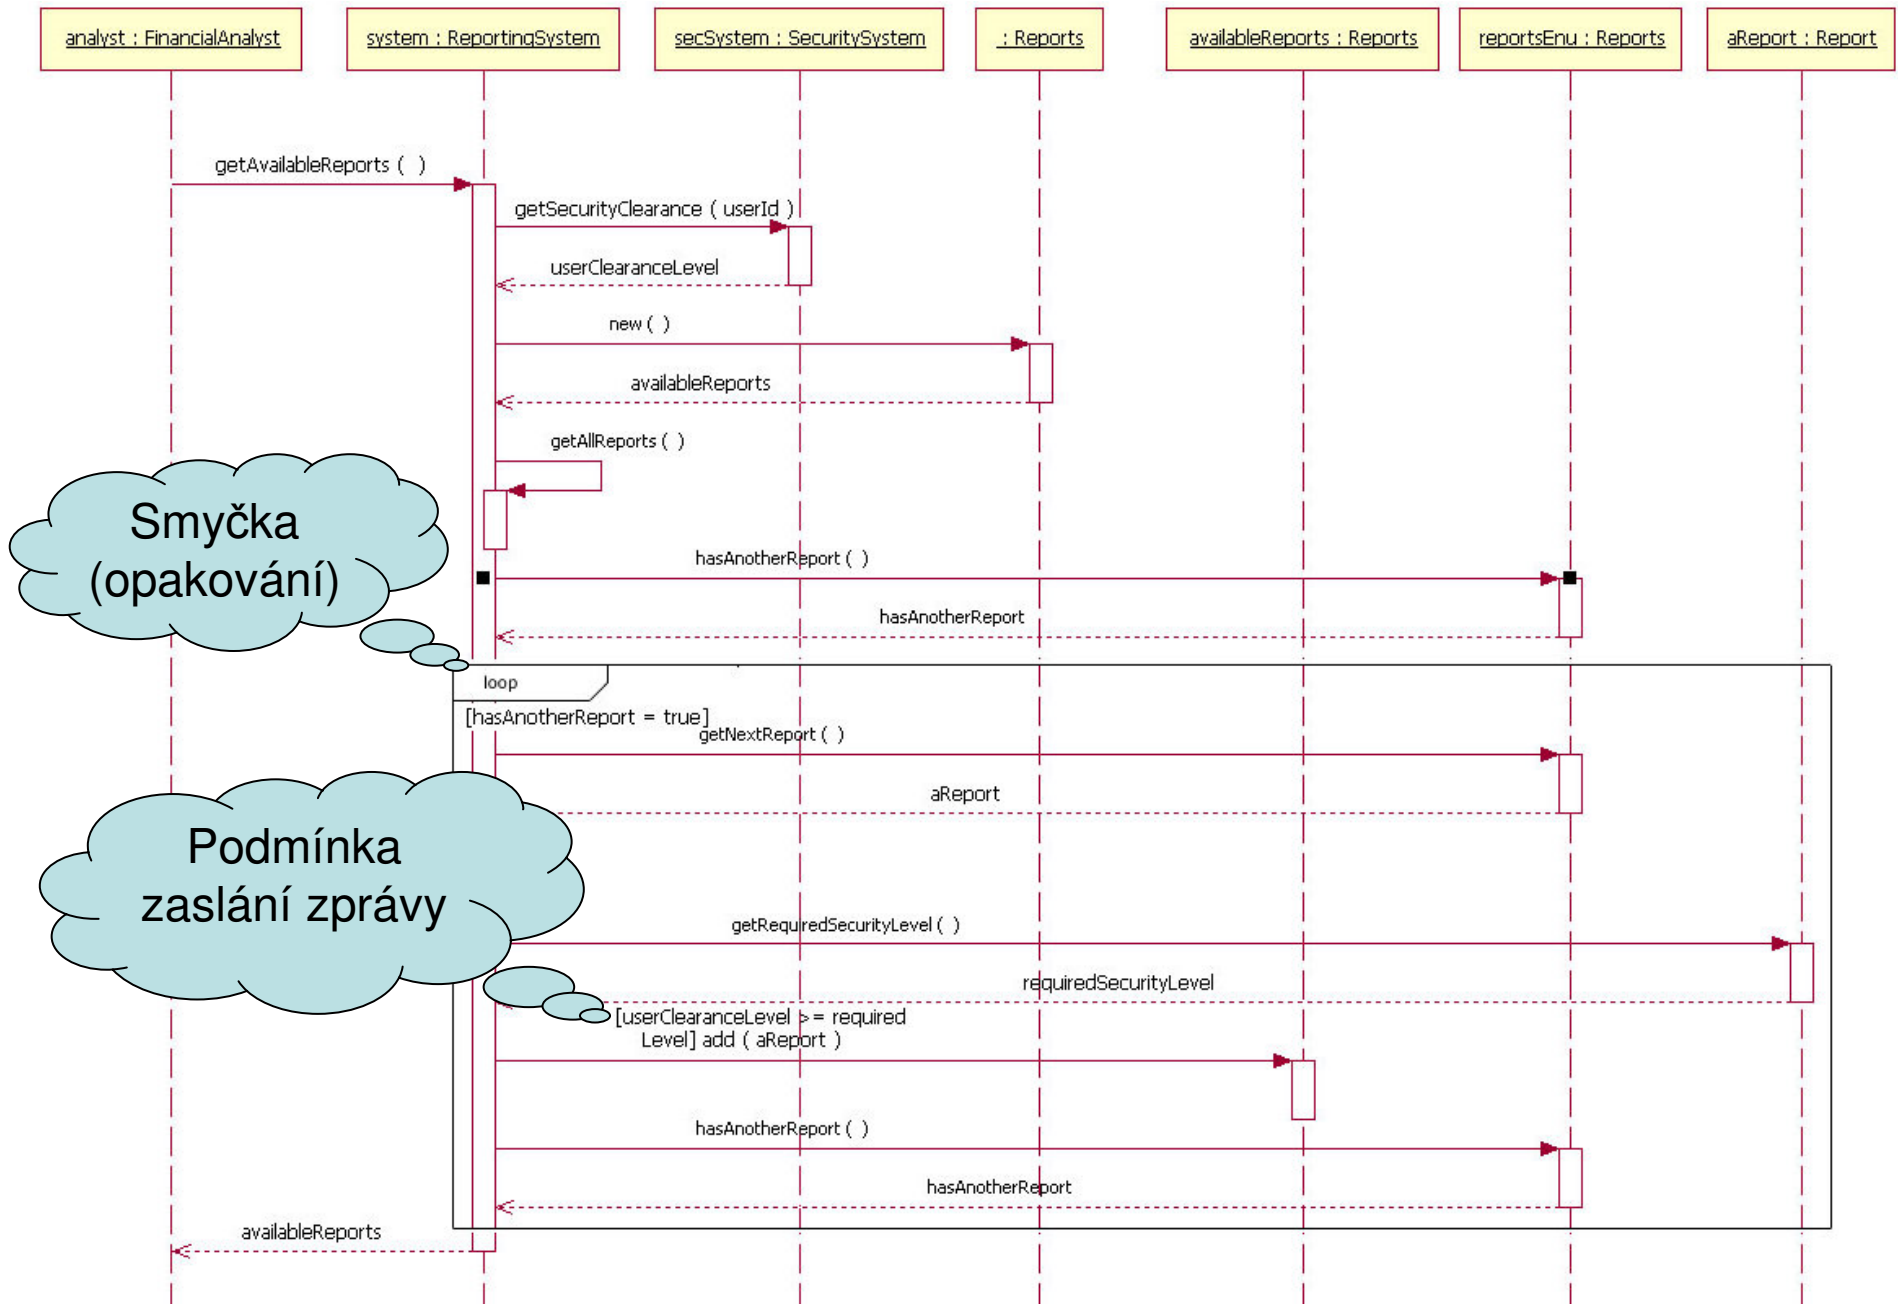 analyst : FinancialAnalyst
system : ReportingSystem
secSystem : SecuritySystem
: Reports
availableReports : Reports
reportsEnu : Reports
aReport : Report
getAvailableReports ( )
getSecurityClearance ( userId )
userClearanceLevel
new ( )
availableReports
getAllReports ( )
Smyčka
(opakování)
hasAnotherReport ( )
hasAnotherReport
loop
[hasAnotherReport = true]
getNextReport ( )
aReport
Podmínka
zaslání zprávy
getRequiredSecurityLevel ( )
requiredSecurityLevel
[userClearanceLevel >= required
Level] add ( aReport )
hasAnotherReport ( )
hasAnotherReport
availableReports